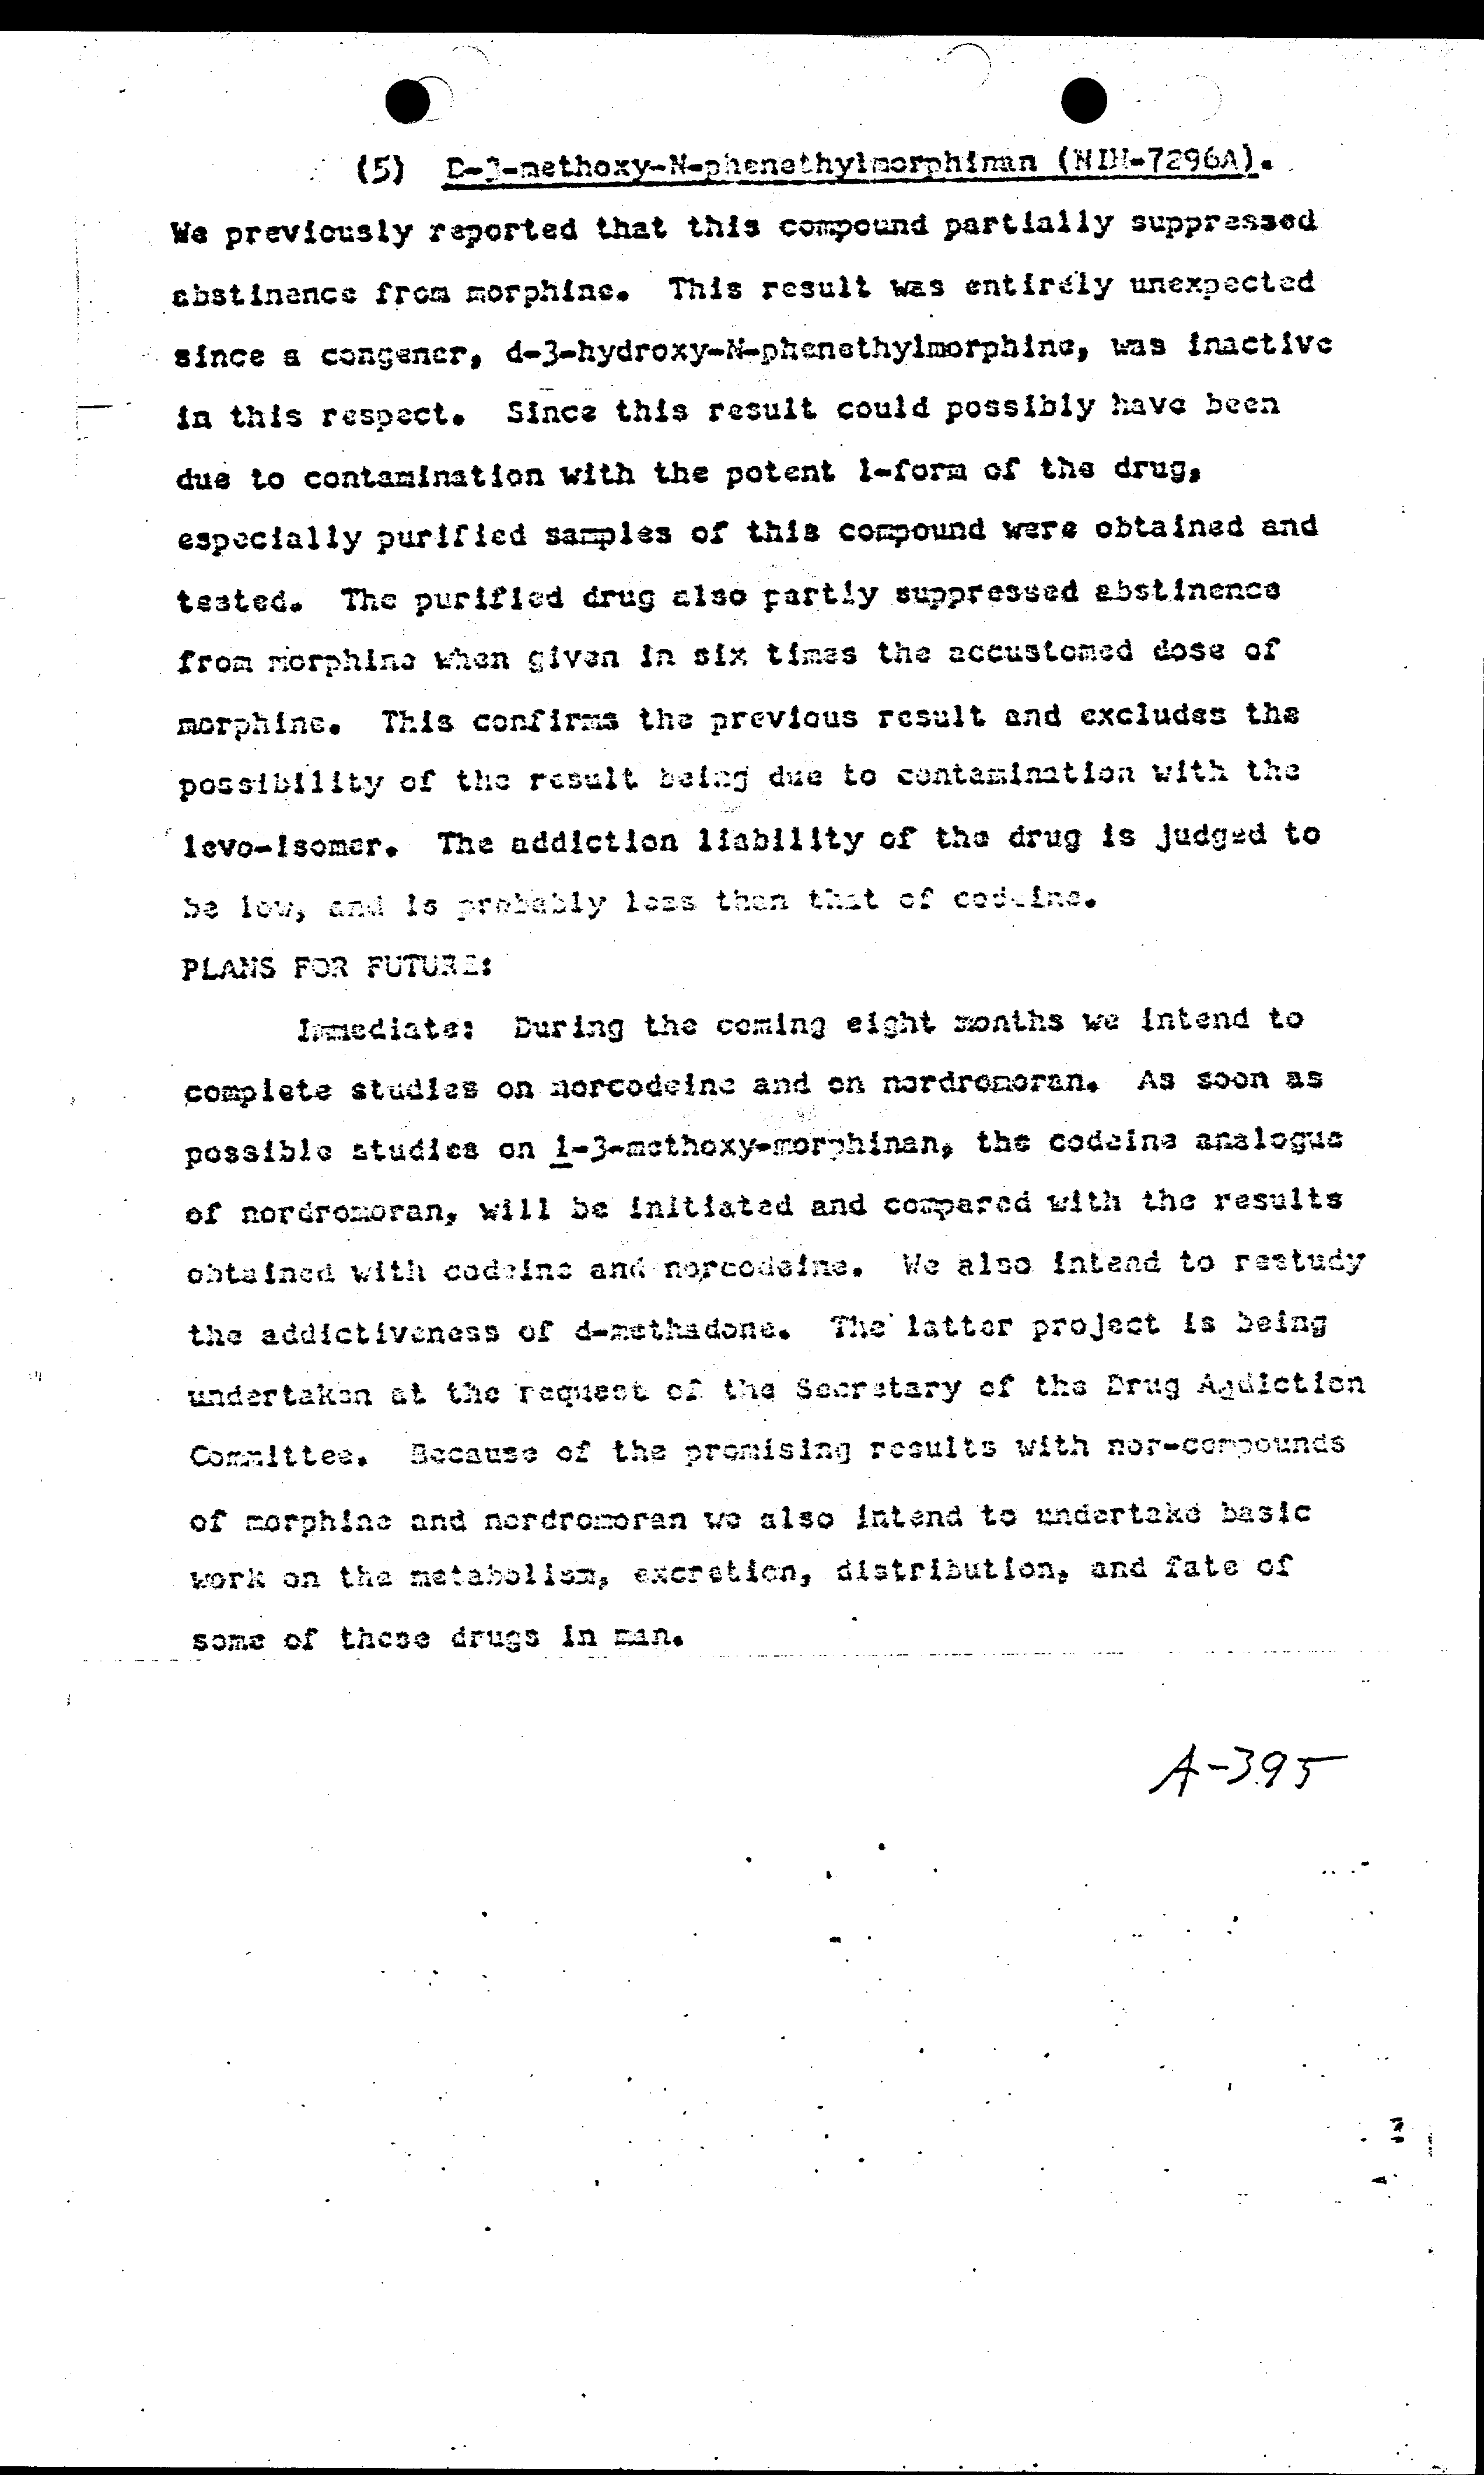 (5) D-3-methoxy-N-phenethylmorphinan (NIH-7296A).
We previously reported that this compound partially suppressed
abstinence from morphine. This result was entirely unexpected
since a congener, d-3-hydroxy-N-phenethylmorphine, was inactive
in this respect. Since this result could possibly have been
due to contamination with the potent l-form of the drug,
especially purified samples of this compound were obtained and
tested. The purified drug also partly suppressed abstinence
from morphine when given in six times the accustomed dose of
morphine. This confirms the previous result and excludes the
possibility of the result being due to contamination with the
levo-isomer. The addiction liability of the drug is judged to
be low, and is probably less than that of codeine.
PLANS FOR FUTURE:
Immediate: During the coming eight months we intend to
complete studies on norcodeine and on nordromoran. As soon as
possible studies on l-3-methoxy-morphinan, the codeine analogue
of nordromoran, will be initiated and compared with the results
obtained with codeine and norcodeine. We also intend to restudy
the addictiveness of d-methadone. The latter project is being
undertaken at the request of the Secretary of the Drug Addiction
Committee. Because of the promising results with nor-compounds
of morphine and nordromoran we also intend to undertake basic
work on the metabolism, excretion, distribution, and fate of
some of these drugs in man.
A-395